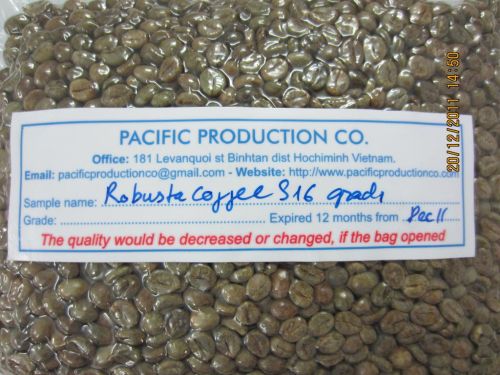 PACIFIC PRODUCTION CO.
Office: 181 Levanquoi st Binhtan dist Hochiminh Vietnam.
Email: pacificproductionco@gmail.com - Website: http://www.pacificproductionco.com
Sample name: Robusta Coffee S16 grade
Grade: Expired 12 months from Dec 11
The quality would be decreased or changed, if the bag opened
20/12/2011 14:50